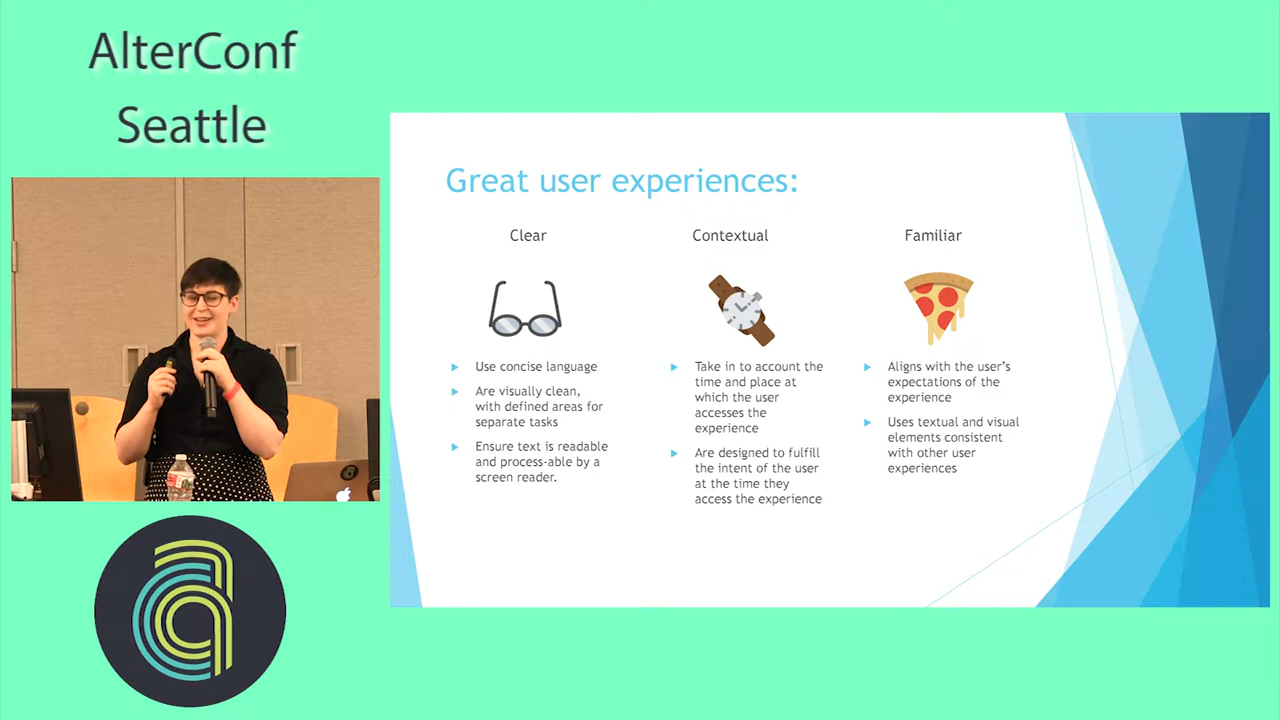 AlterConf
Seattle
Great user experiences:
Clear
Contextual
Familiar
Use concise language
Are visually clean,
with defined areas for
separate tasks
Ensure text is readable
and process-able by a
screen reader.
Take in to account the
time and place at
which the user
accesses the
experience
Are designed to fulfill
the intent of the user
at the time they
access the experience
Aligns with the user’s
expectations of the
experience
Uses textual and visual
elements consistent
with other user
experiences